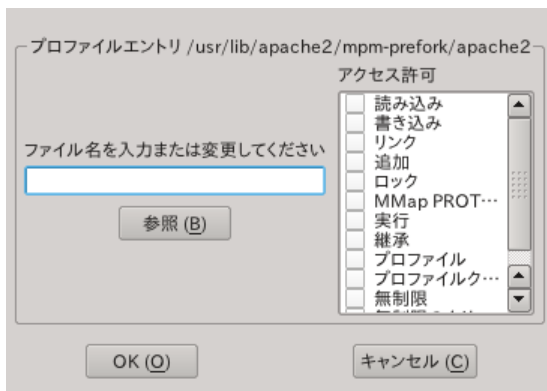 プロファイルエントリ /usr/lib/apache2/mpm-prefork/apache2
アクセス許可
読み込み
書き込み
リンク
追加
ロック
MMap PROT…
実行
継承
プロファイル
プロファイルク…
無制限
ファイル名を入力または変更してください
参照 (B)
OK (O)
キャンセル (C)